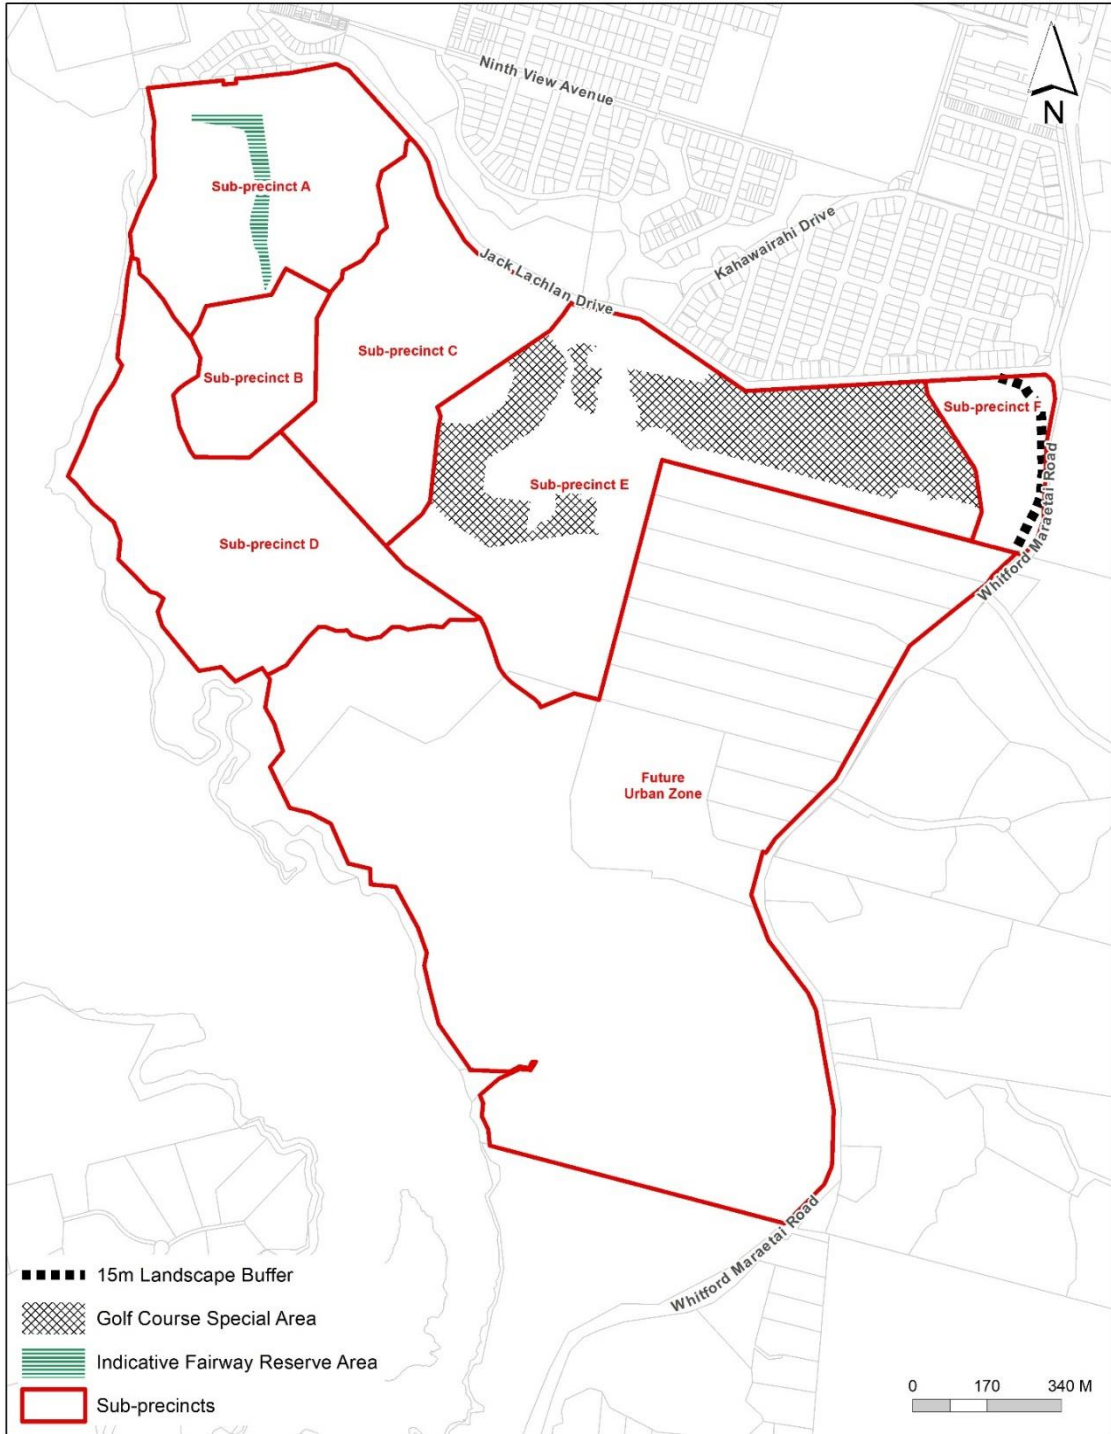 Ninth View Avenue
N
Sub-precinct A
Kahawairahi Drive
Jack Lachlan Drive
Sub-precinct C
Sub-precinct B
Sub-precinct F
Sub-precinct E
Whitford Maraetai Road
Sub-precinct D
Future
Urban Zone
Whitford Maraetai Road
15m Landscape Buffer
Golf Course Special Area
Indicative Fairway Reserve Area
Sub-precincts
0 170 340 M